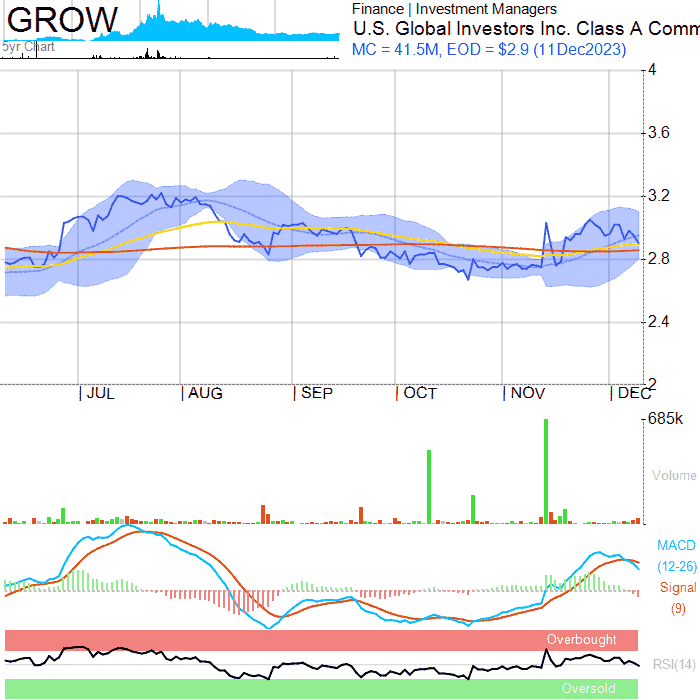 GROW
5yr Chart
Finance | Investment Managers
U.S. Global Investors Inc. Class A Comm
MC = 41.5M, EOD = $2.9 (11Dec2023)
4
3.6
3.2
2.8
2.4
2
JUL
AUG
SEP
OCT
NOV
DEC
685k
Volume
MACD
(12-26)
Signal
(9)
Overbought
RSI(14)
Oversold